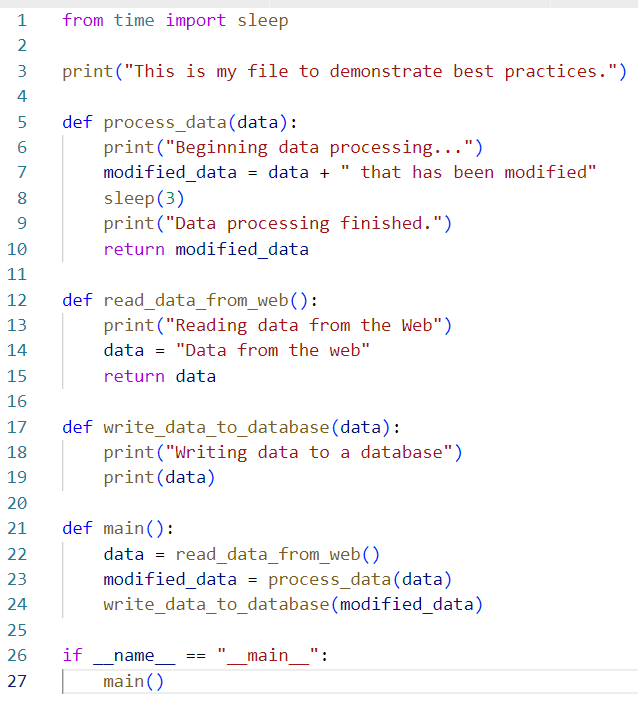 1 from time import sleep
2
3 print("This is my file to demonstrate best practices.")
4
5 def process_data(data):
6     print("Beginning data processing...")
7     modified_data = data + " that has been modified"
8     sleep(3)
9     print("Data processing finished.")
10     return modified_data
11
12 def read_data_from_web():
13     print("Reading data from the Web")
14     data = "Data from the web"
15     return data
16
17 def write_data_to_database(data):
18     print("Writing data to a database")
19     print(data)
20
21 def main():
22     data = read_data_from_web()
23     modified_data = process_data(data)
24     write_data_to_database(modified_data)
25
26 if __name__ == "__main__":
27     main()